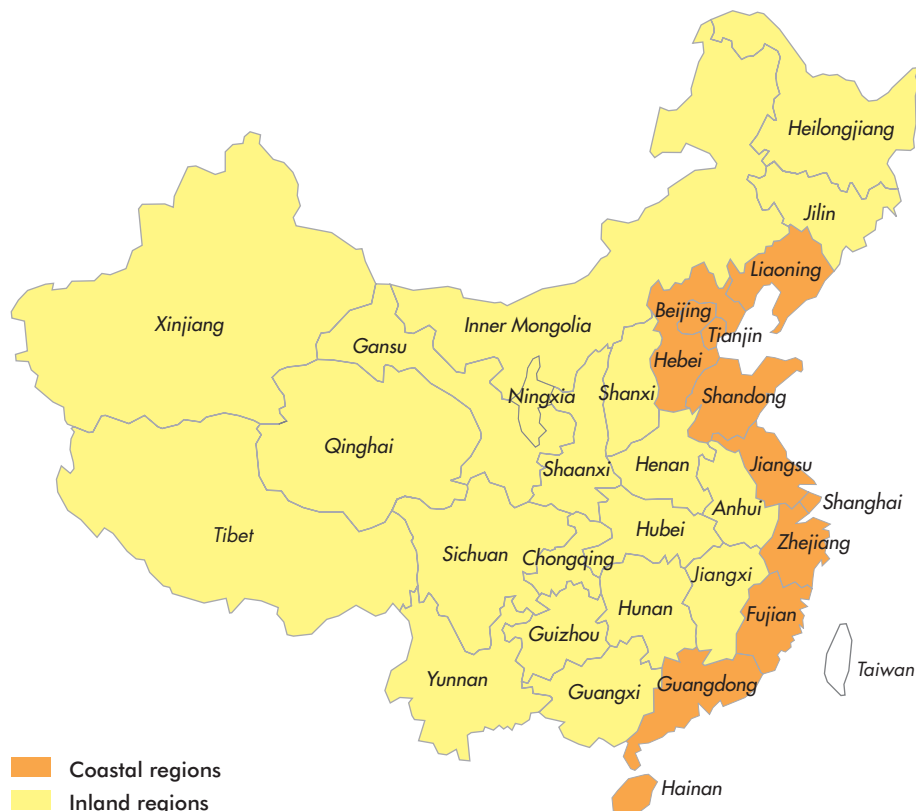 Heilongjiang
Jilin
Liaoning
Beijing
Tianjin
Xinjiang
Inner Mongolia
Gansu
Hebei
Ningxia
Shanxi
Shandong
Qinghai
Shaanxi
Henan
Jiangsu
Shanghai
Anhui
Tibet
Hubei
Zhejiang
Sichuan
Chongqing
Jiangxi
Hunan
Fujian
Guizhou
Taiwan
Yunnan
Guangxi
Guangdong
Hainan
Coastal regions
Inland regions